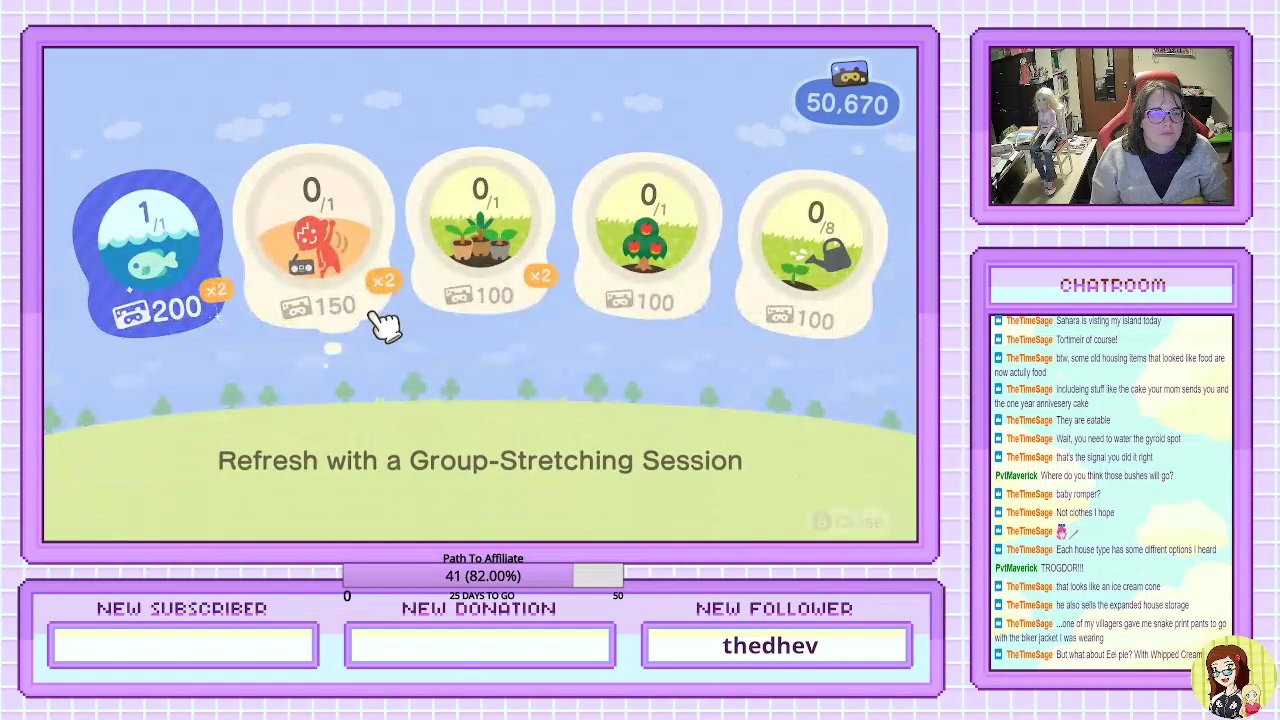 50,670
1/1
×2
200
0/1
×2
150
0/1
×2
100
0/1
100
0/8
100
Refresh with a Group-Stretching Session
B Close
Path To Affiliate
41 (82.00%)
0
25 DAYS TO GO
50
NEW SUBSCRIBER
NEW DONATION
NEW FOLLOWER
thedhev
CHATROOM
TheTimeSage Sahara is visting my island today
TheTimeSage Tortimeir of course!
TheTimeSage btw, some old housing items that looked like food are
now actully food
TheTimeSage Includeing stuff like the cake your mom sends you and
the one year annivesery cake
TheTimeSage They are eatable
TheTimeSage Wait, you need to water the gyroid spot
TheTimeSage that's the signal you did it right
PvtMaverick Where do you think those bushes will go?
TheTimeSage baby romper?
TheTimeSage Not clothes I hope
TheTimeSage
TheTimeSage Each house type has some diffrent options I heard
PvtMaverick TROGDOR!!!
TheTimeSage that looks like an ice cream cone
TheTimeSage he also sells the expanded house storage
TheTimeSage ...one of my villagers gave me snake print pants to go
with the biker jacket I was wearing
TheTimeSage But what about Eel pie? With Whipped Cream